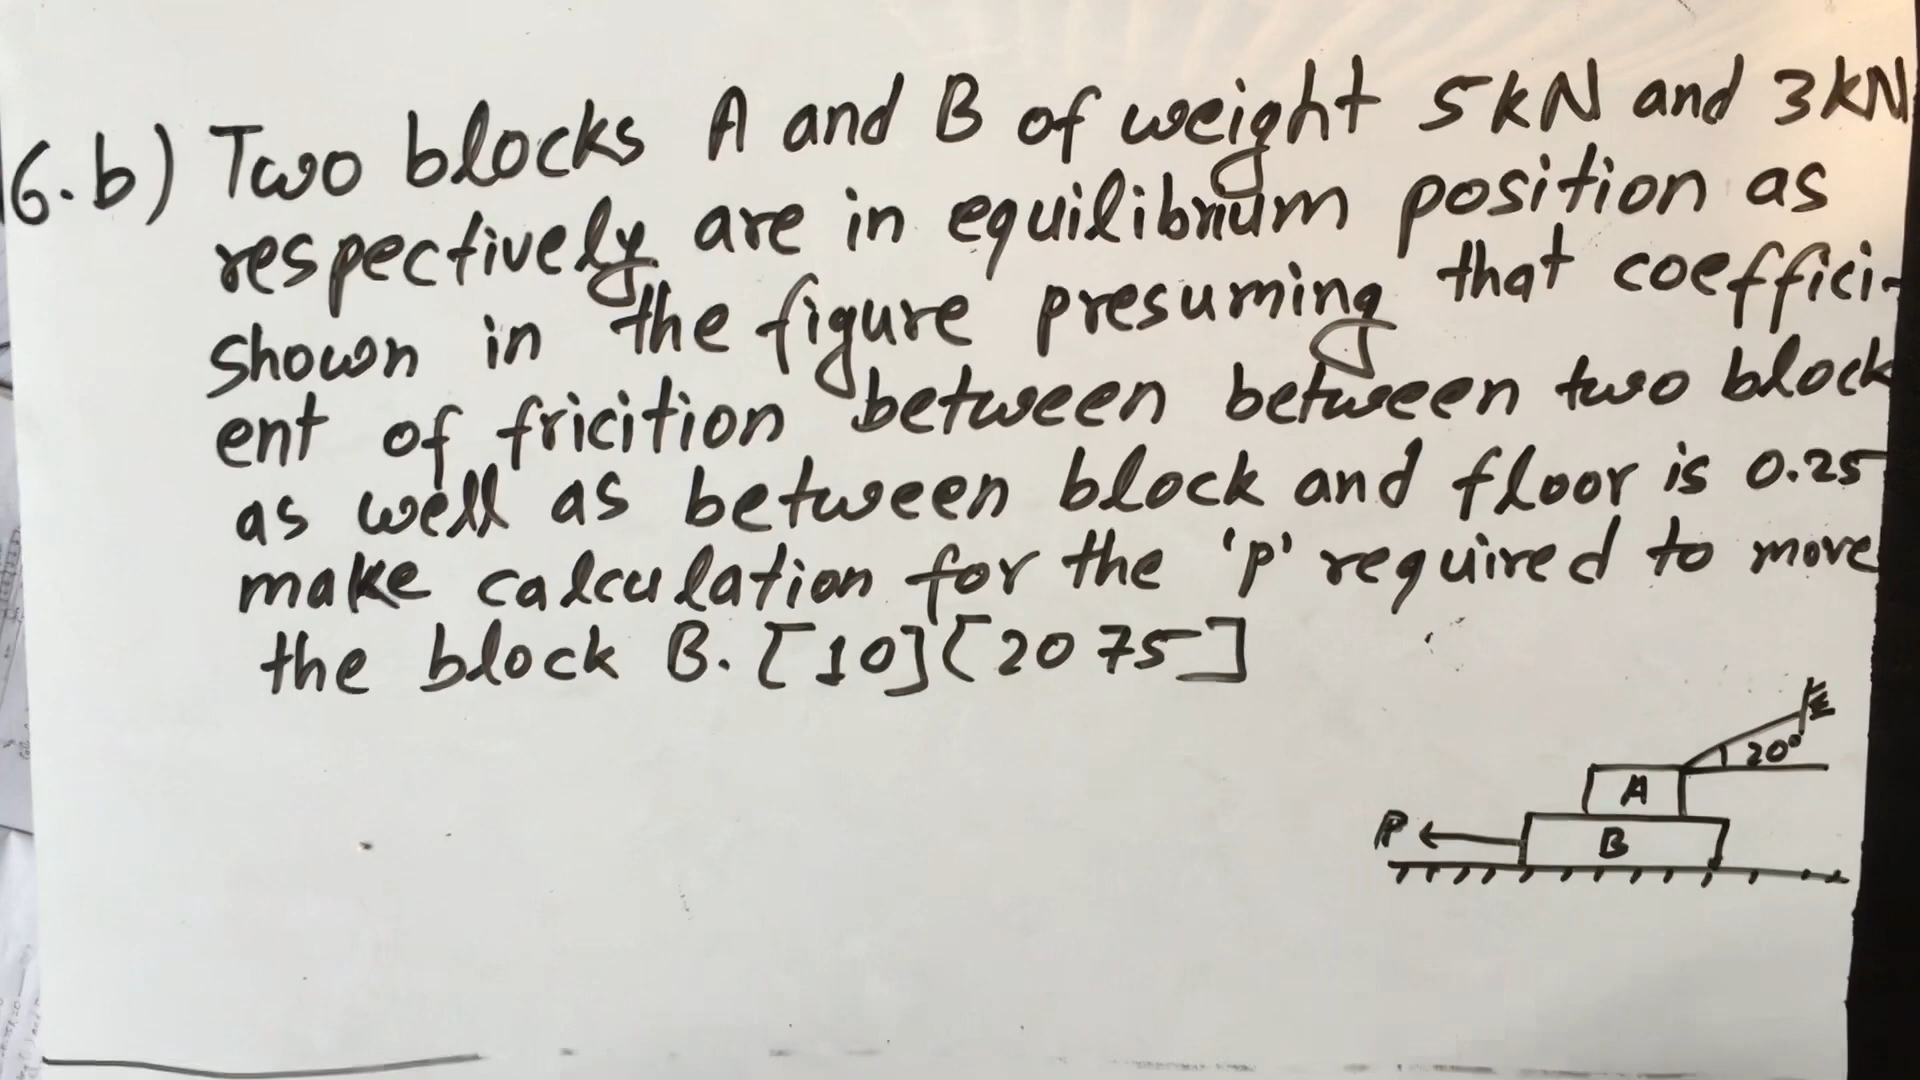 6.b) Two blocks A and B of weight 5kN and 3kN
respectively are in equilibrium position as
shown in the figure presuming that coeffici-
ent of fricition between between two block
as well as between block and floor is 0.25
make calculation for the 'p' required to move
the block B. [10][2075]
20°
A
P
B